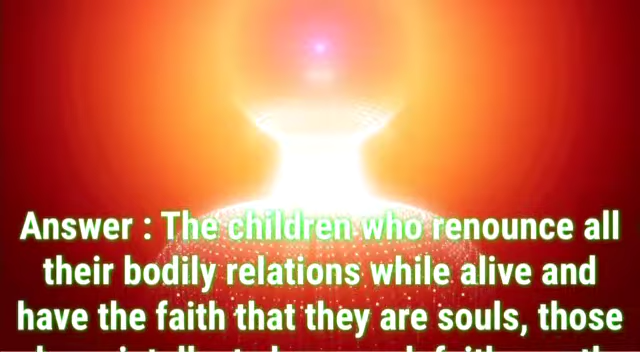 Answer : The children who renounce all
their bodily relations while alive and
have the faith that they are souls, those